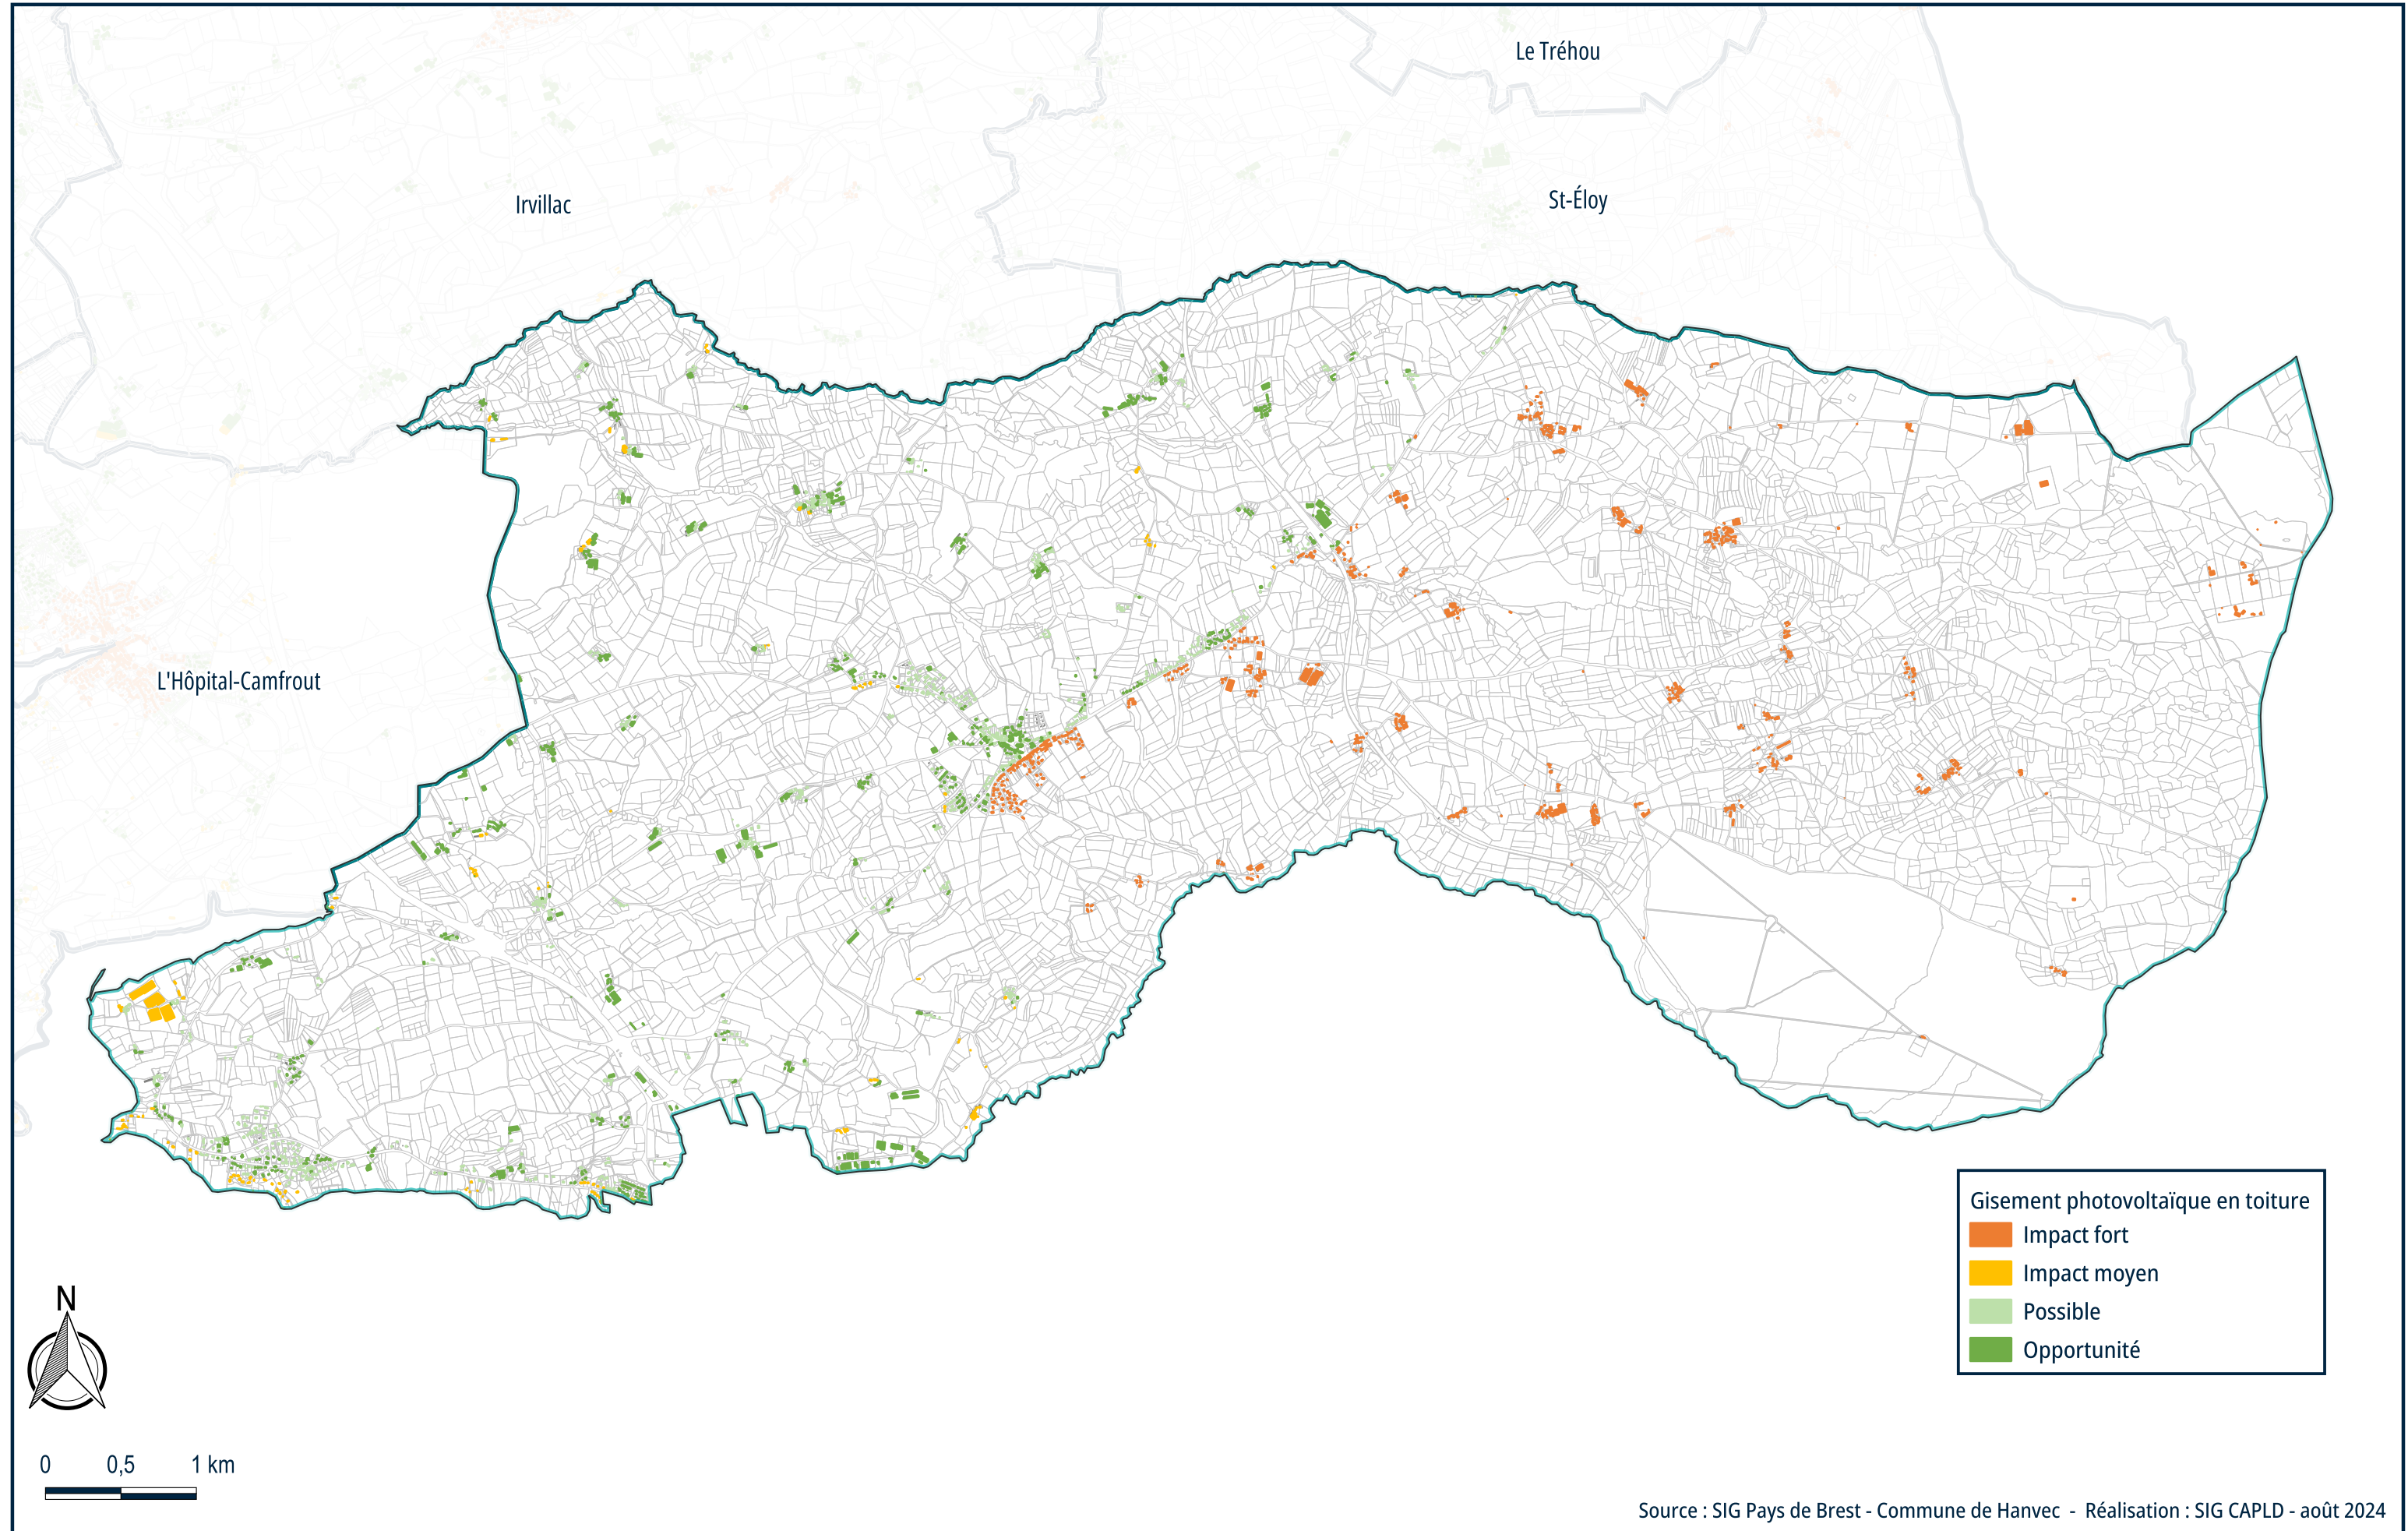 Le Tréhou
Irvillac
St-Éloy
L'Hôpital-Camfrout
Gisement photovoltaïque en toiture
Impact fort
Impact moyen
Possible
Opportunité
N
0 0,5 1 km
Source : SIG Pays de Brest - Commune de Hanvec - Réalisation : SIG CAPLD - août 2024